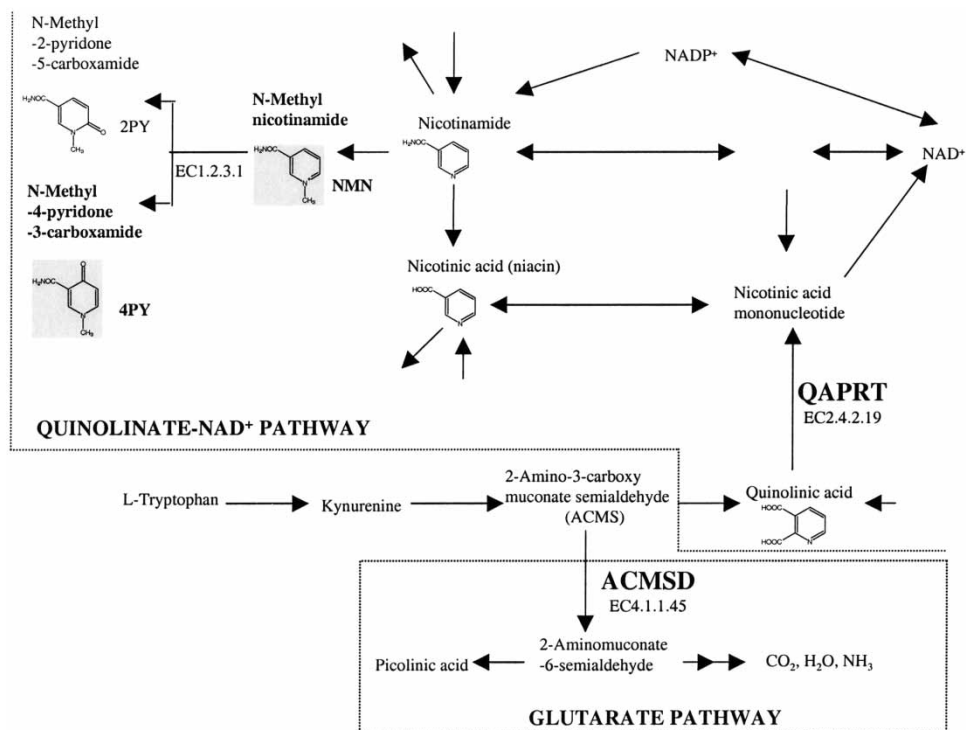 N-Methyl
-2-pyridone
-5-carboxamide
H₂NOC
N
O
CH₃
2PY
EC1.2.3.1
N-Methyl
-4-pyridone
-3-carboxamide
O
H₂NOC
N
CH₃
4PY
N-Methyl
nicotinamide
H₂NOC
N+
CH₃
NMN
Nicotinamide
H₂NOC
N
NADP⁺
NAD⁺
Nicotinic acid (niacin)
HOOC
N
Nicotinic acid
mononucleotide
QAPRT
EC2.4.2.19
QUINOLINATE-NAD⁺ PATHWAY
L-Tryptophan
Kynurenine
2-Amino-3-carboxy
muconate semialdehyde
(ACMS)
Quinolinic acid
HOOC
HOOC
N
ACMSD
EC4.1.1.45
Picolinic acid
2-Aminomuconate
-6-semialdehyde
CO₂, H₂O, NH₃
GLUTARATE PATHWAY